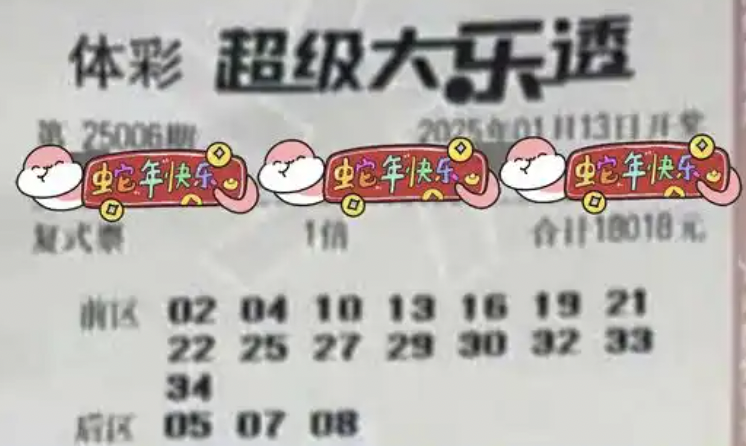 体彩 超级大乐透
第 25006期 2025年01月13日开奖
蛇年快乐 蛇年快乐 蛇年快乐
复式票 1倍 合计18018元
前区 02 04 10 13 16 19 21
22 25 27 29 30 32 33
34
后区 05 07 08